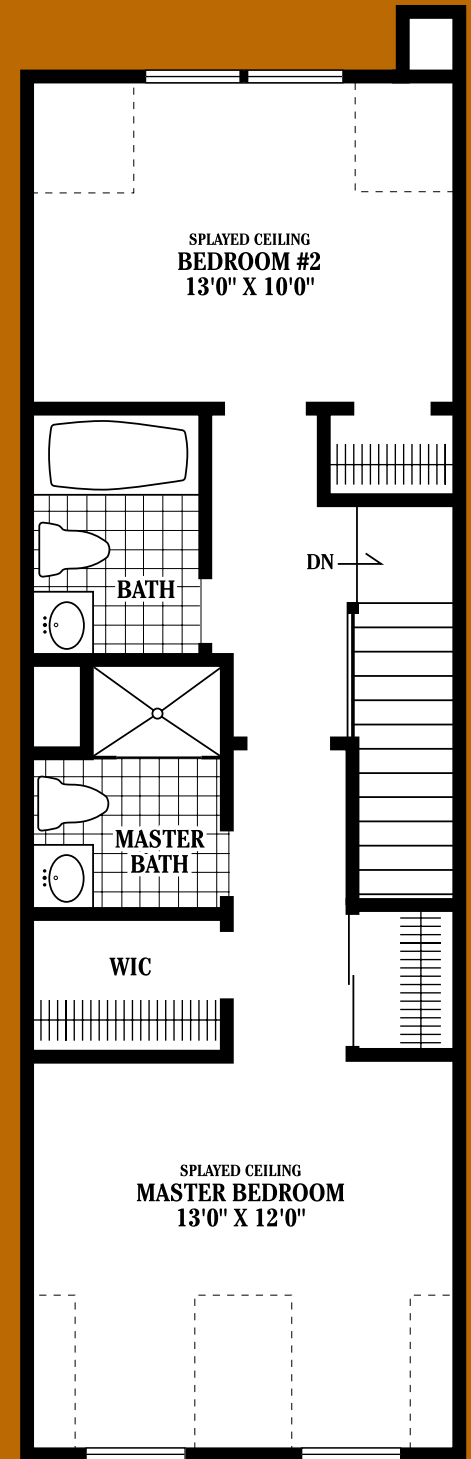 SPLAYED CEILING
BEDROOM #2
13'0" X 10'0"
DN
BATH
MASTER
BATH
WIC
SPLAYED CEILING
MASTER BEDROOM
13'0" X 12'0"